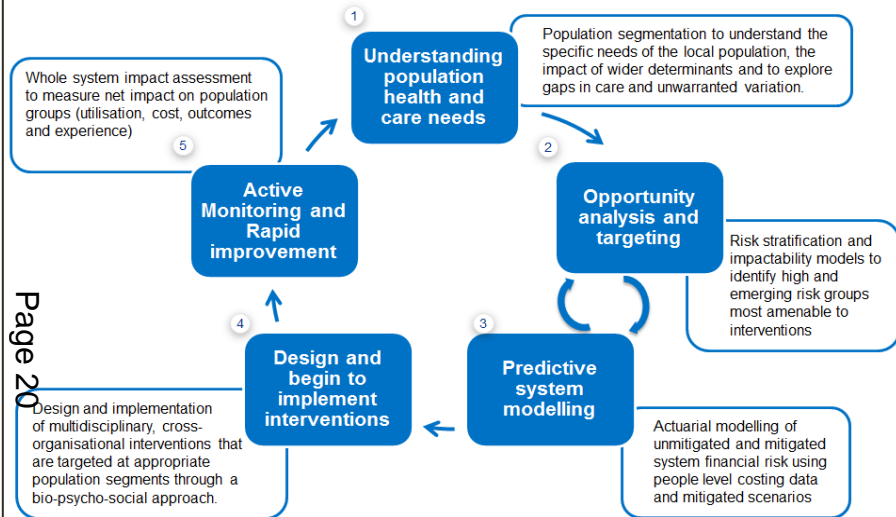 1
Understanding
population
health and
care needs
Population segmentation to understand the
specific needs of the local population, the
impact of wider determinants and to explore
gaps in care and unwarranted variation.
2
Opportunity
analysis and
targeting
Risk stratification and
impactability models to
identify high and
emerging risk groups
most amenable to
interventions
3
Predictive
system
modelling
Actuarial modelling of
unmitigated and mitigated
system financial risk using
people level costing data
and mitigated scenarios
4
Design and
begin to
implement
interventions
Design and implementation
of multidisciplinary, cross-
organisational interventions that
are targeted at appropriate
population segments through a
bio-psycho-social approach.
5
Active
Monitoring and
Rapid
improvement
Whole system impact assessment
to measure net impact on population
groups (utilisation, cost, outcomes
and experience)
Page 20